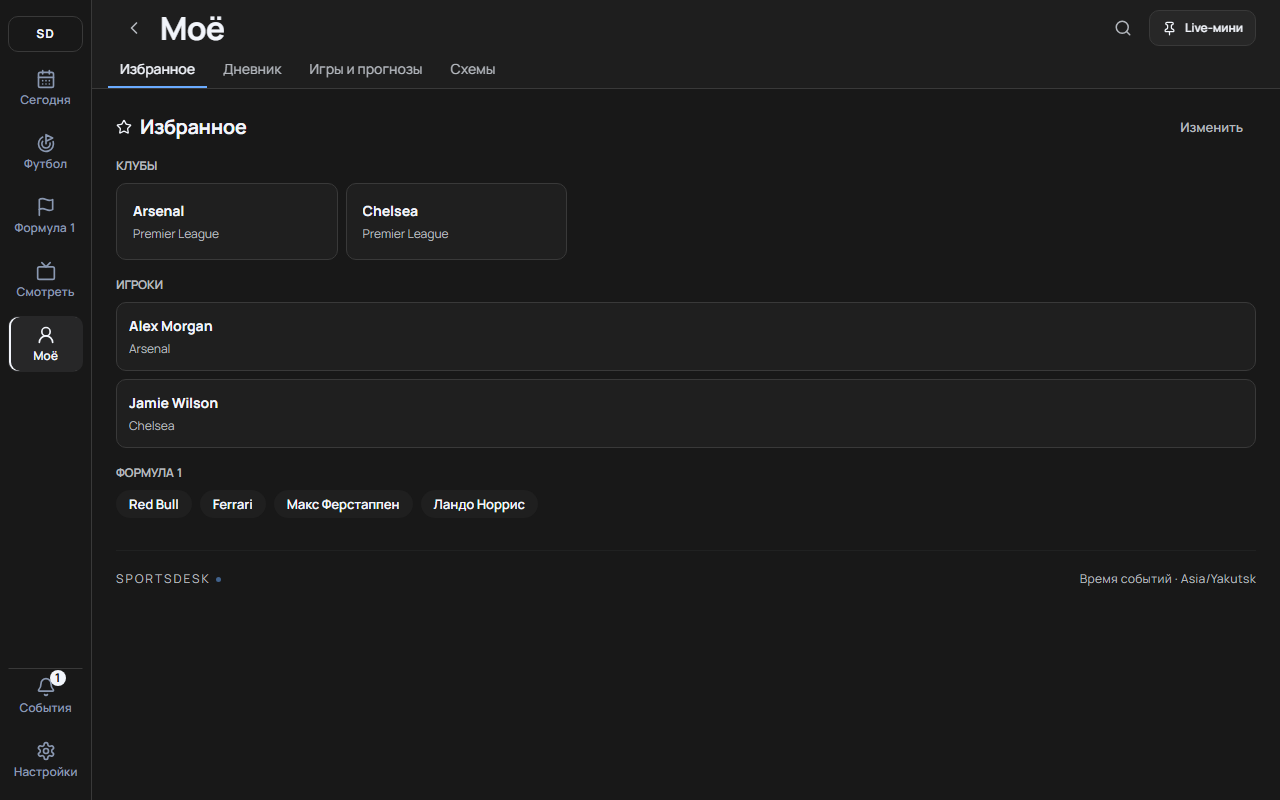 SD
Сегодня
Футбол
Формула 1
Смотреть
Моё
1
События
Настройки
Моё
Live-мини
Избранное
Дневник
Игры и прогнозы
Схемы
Избранное
Изменить
КЛУБЫ
Arsenal
Premier League
Chelsea
Premier League
ИГРОКИ
Alex Morgan
Arsenal
Jamie Wilson
Chelsea
ФОРМУЛА 1
Red Bull
Ferrari
Макс Ферстаппен
Ландо Норрис
SPORTSDESK
Время событий · Asia/Yakutsk